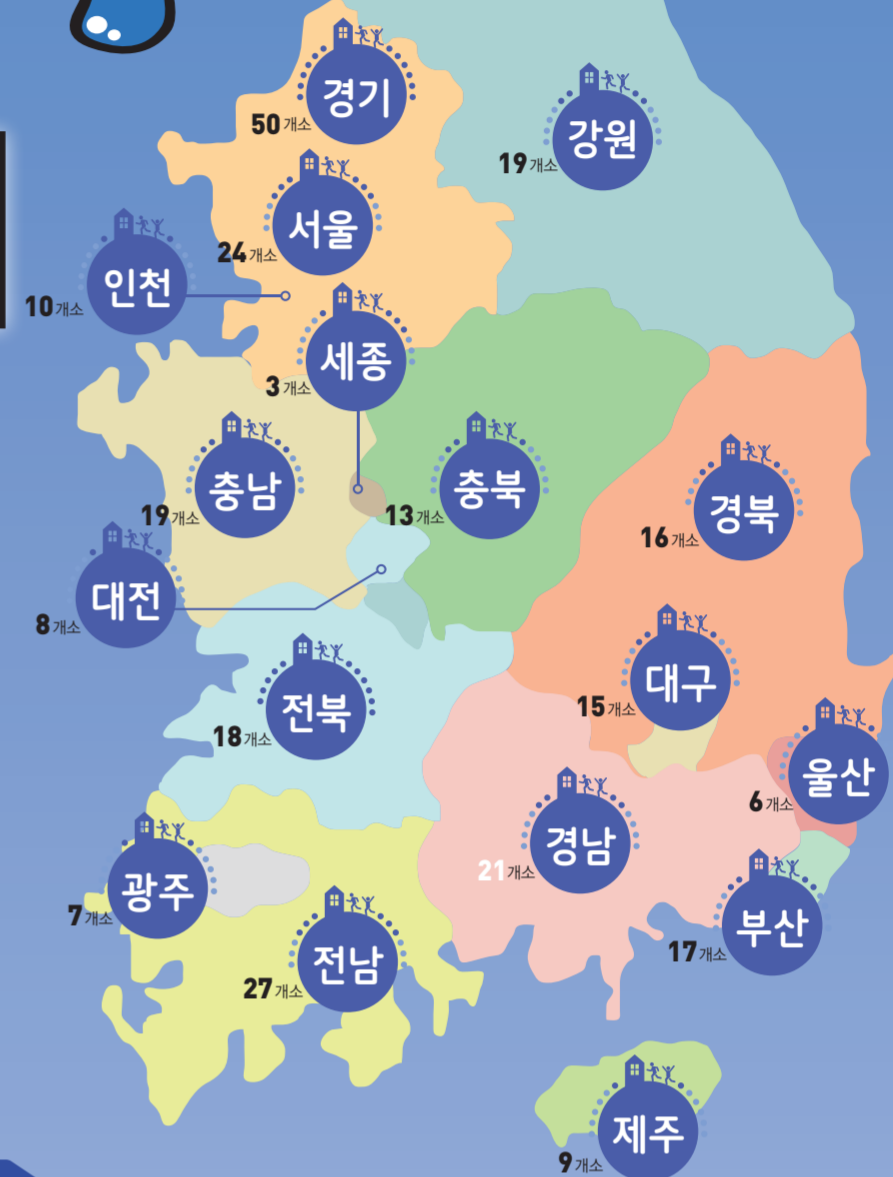 경기
50개소
강원
19개소
서울
24개소
인천
10개소
세종
3개소
충남
19개소
충북
13개소
경북
16개소
대전
8개소
대구
15개소
전북
18개소
울산
6개소
경남
21개소
광주
7개소
부산
17개소
전남
27개소
제주
9개소